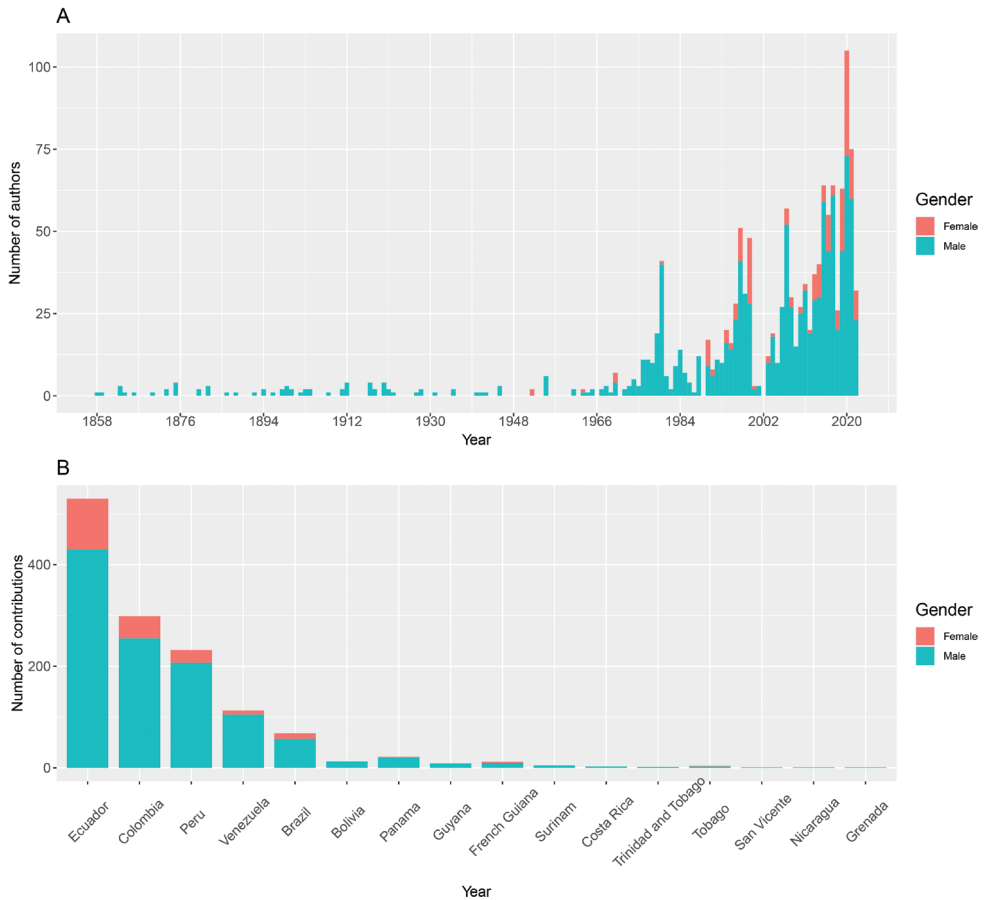 A
Number of authors
100
75
50
25
0
1858 1876 1894 1912 1930 1948 1966 1984 2002 2020
Year
Gender
Female
Male
B
Number of contributions
400
200
0
Ecuador Colombia Peru Venezuela Brazil Bolivia Panama Guyana French Guiana Surinam Costa Rica Trinidad and Tobago Tobago San Vicente Nicaragua Grenada
Year
Gender
Female
Male